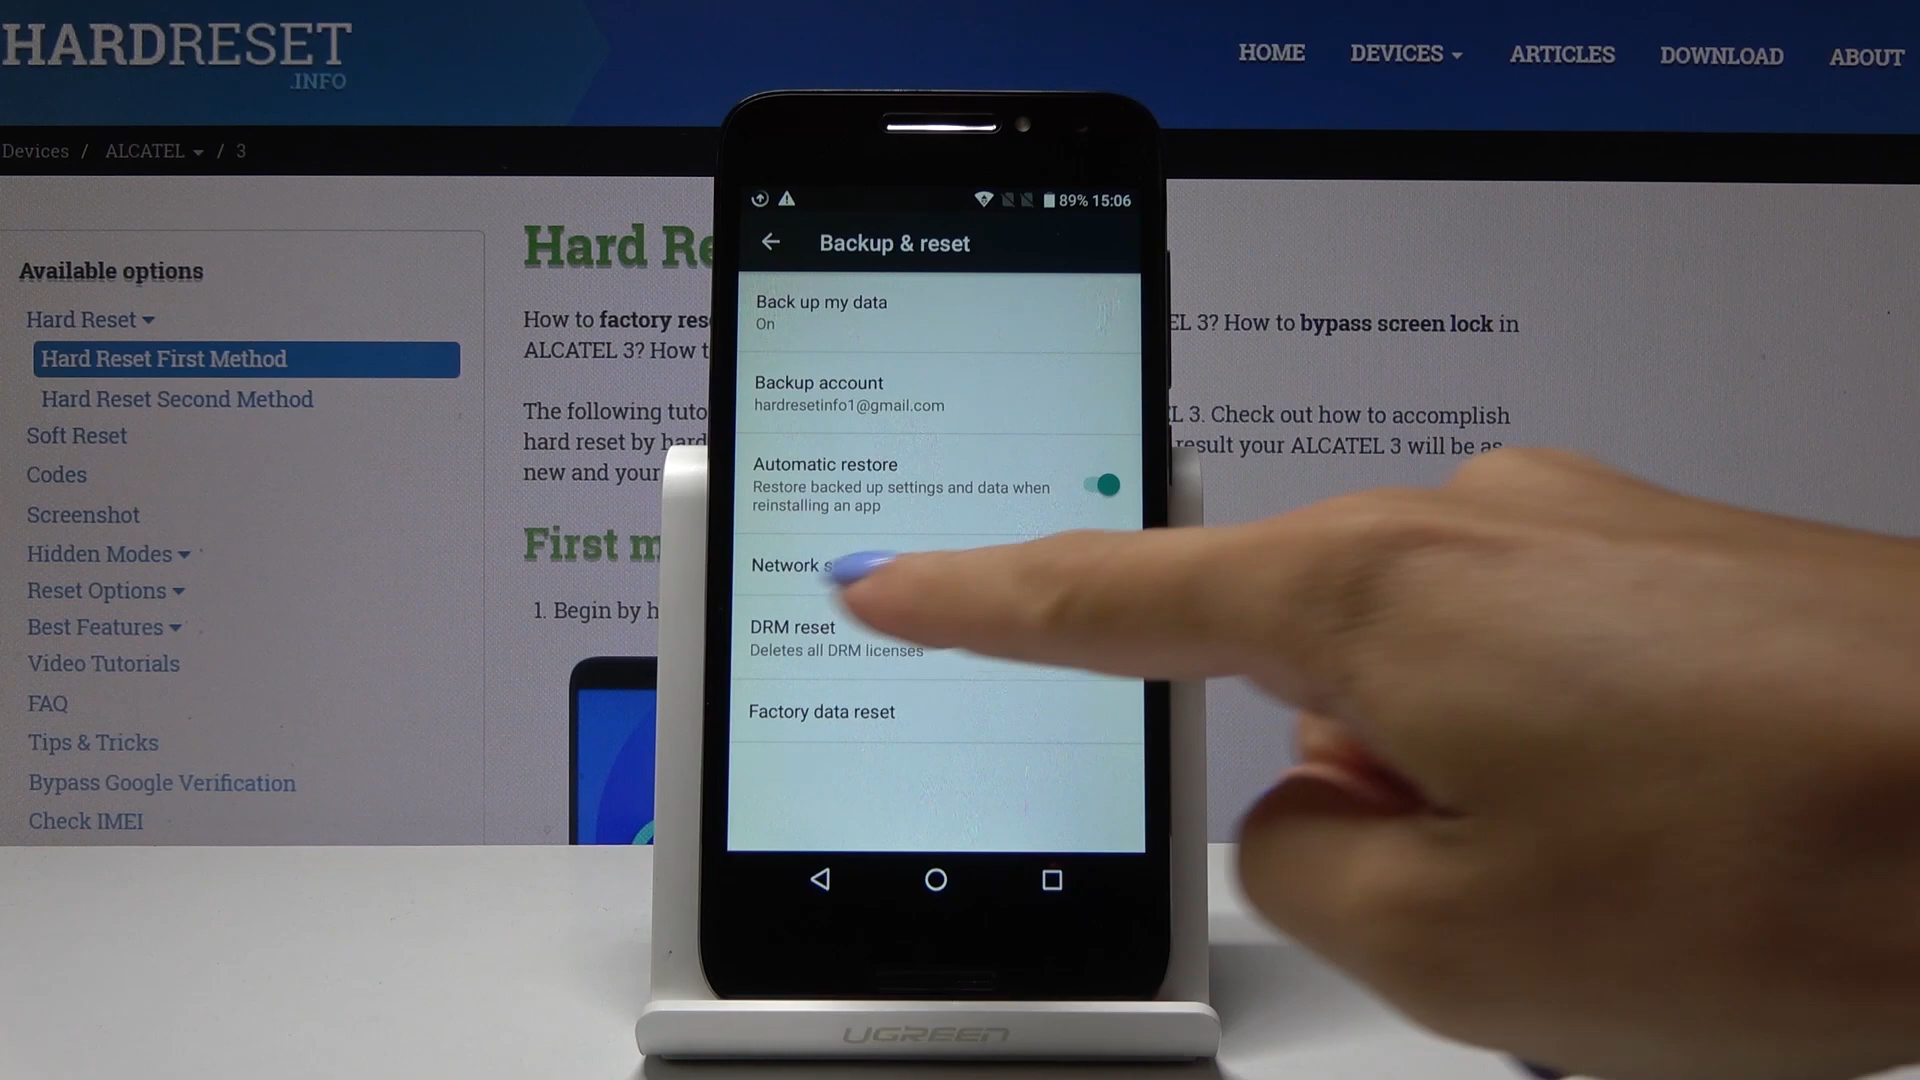 HARDRESET
.INFO
HOME DEVICES ARTICLES DOWNLOAD ABOUT
Devices / ALCATEL / 3
Available options
Hard Reset
Hard Reset First Method
Hard Reset Second Method
Soft Reset
Codes
Screenshot
Hidden Modes
Reset Options
Best Features
Video Tutorials
FAQ
Tips & Tricks
Bypass Google Verification
Check IMEI
Hard Re
How to factory res
EL 3? How to bypass screen lock in
ALCATEL 3? How t
The following tuto
L 3. Check out how to accomplish
hard reset by hard
result your ALCATEL 3 will be as
new and your
First m
1. Begin by h
89% 15:06
Backup & reset
Back up my data
On
Backup account
hardresetinfo1@gmail.com
Automatic restore
Restore backed up settings and data when
reinstalling an app
Network s
DRM reset
Deletes all DRM licenses
Factory data reset
UGREEN